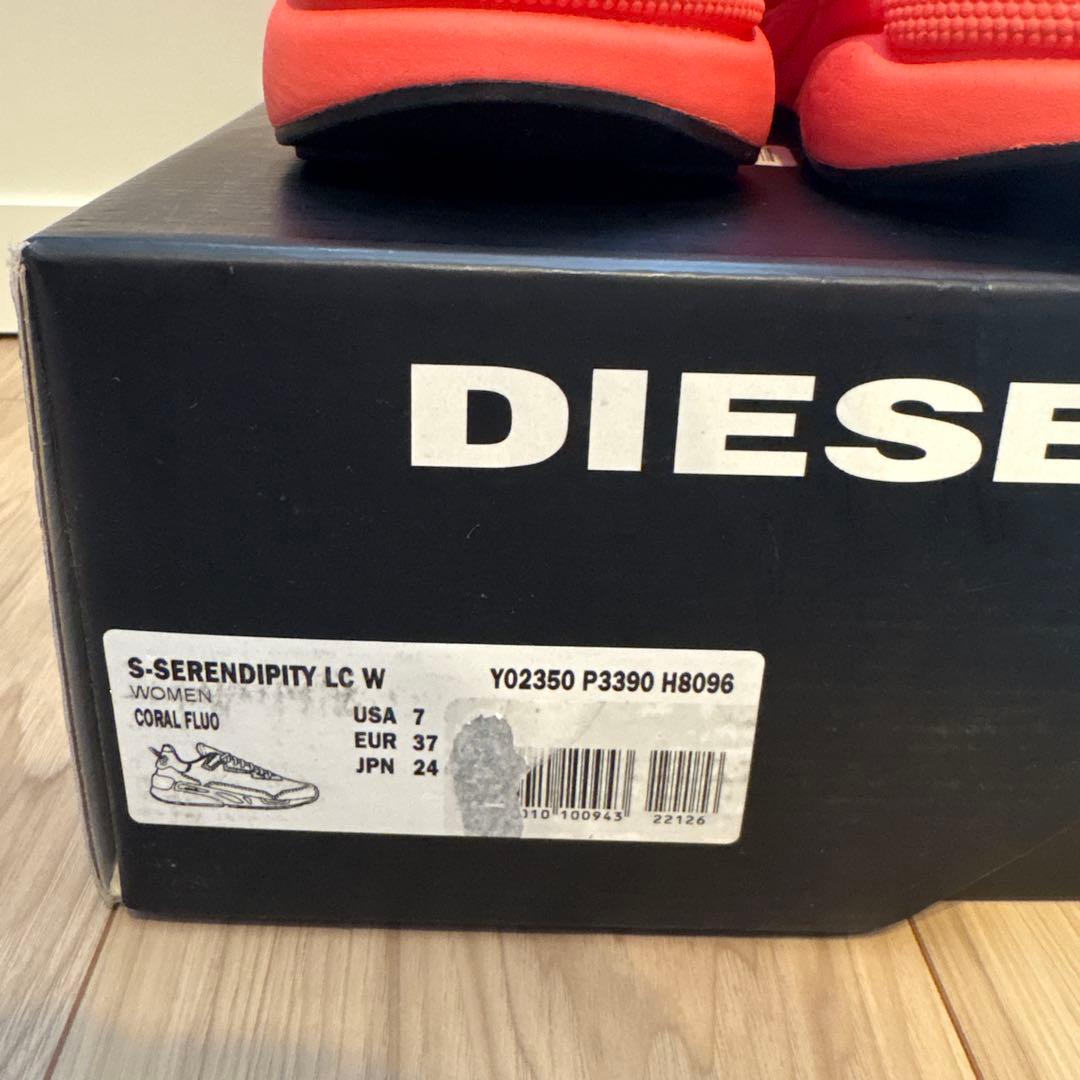 DIESE
S-SERENDIPITY LC W
Y02350 P3390 H8096
WOMEN
CORAL FLUO
USA 7
EUR 37
JPN 24
010 100943
22126